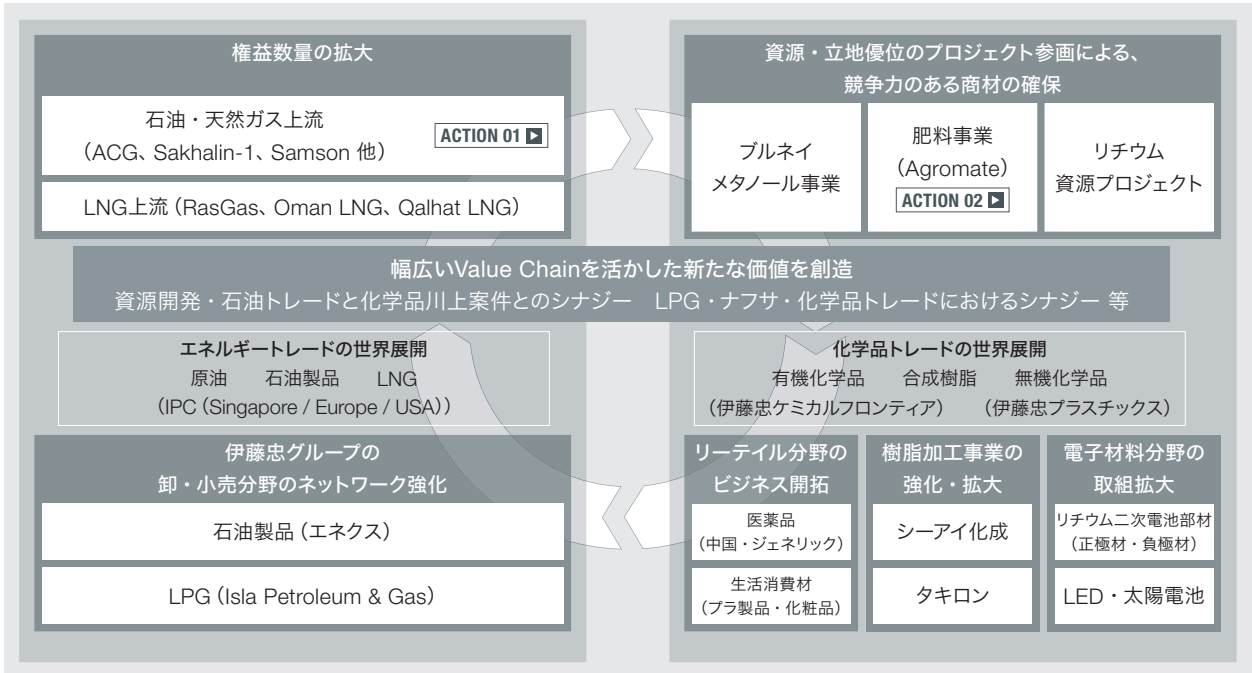 権益数量の拡大
石油・天然ガス上流
（ACG、Sakhalin-1、Samson 他）
ACTION 01
LNG上流（RasGas、Oman LNG、Qalhat LNG）
資源・立地優位のプロジェクト参画による、
競争力のある商材の確保
ブルネイ
メタノール事業
肥料事業
（Agromate）
ACTION 02
リチウム
資源プロジェクト
幅広いValue Chainを活かした新たな価値を創造
資源開発・石油トレードと化学品川上案件とのシナジー　LPG・ナフサ・化学品トレードにおけるシナジー 等
エネルギートレードの世界展開
原油　石油製品　LNG
（IPC（Singapore / Europe / USA））
化学品トレードの世界展開
有機化学品　合成樹脂　無機化学品
（伊藤忠ケミカルフロンティア）　（伊藤忠プラスチックス）
伊藤忠グループの
卸・小売分野のネットワーク強化
石油製品（エネクス）
LPG（Isla Petroleum & Gas）
リーテイル分野の
ビジネス開拓
医薬品
（中国・ジェネリック）
生活消費材
（プラ製品・化粧品）
樹脂加工事業の
強化・拡大
シーアイ化成
タキロン
電子材料分野の
取組拡大
リチウム二次電池部材
（正極材・負極材）
LED・太陽電池